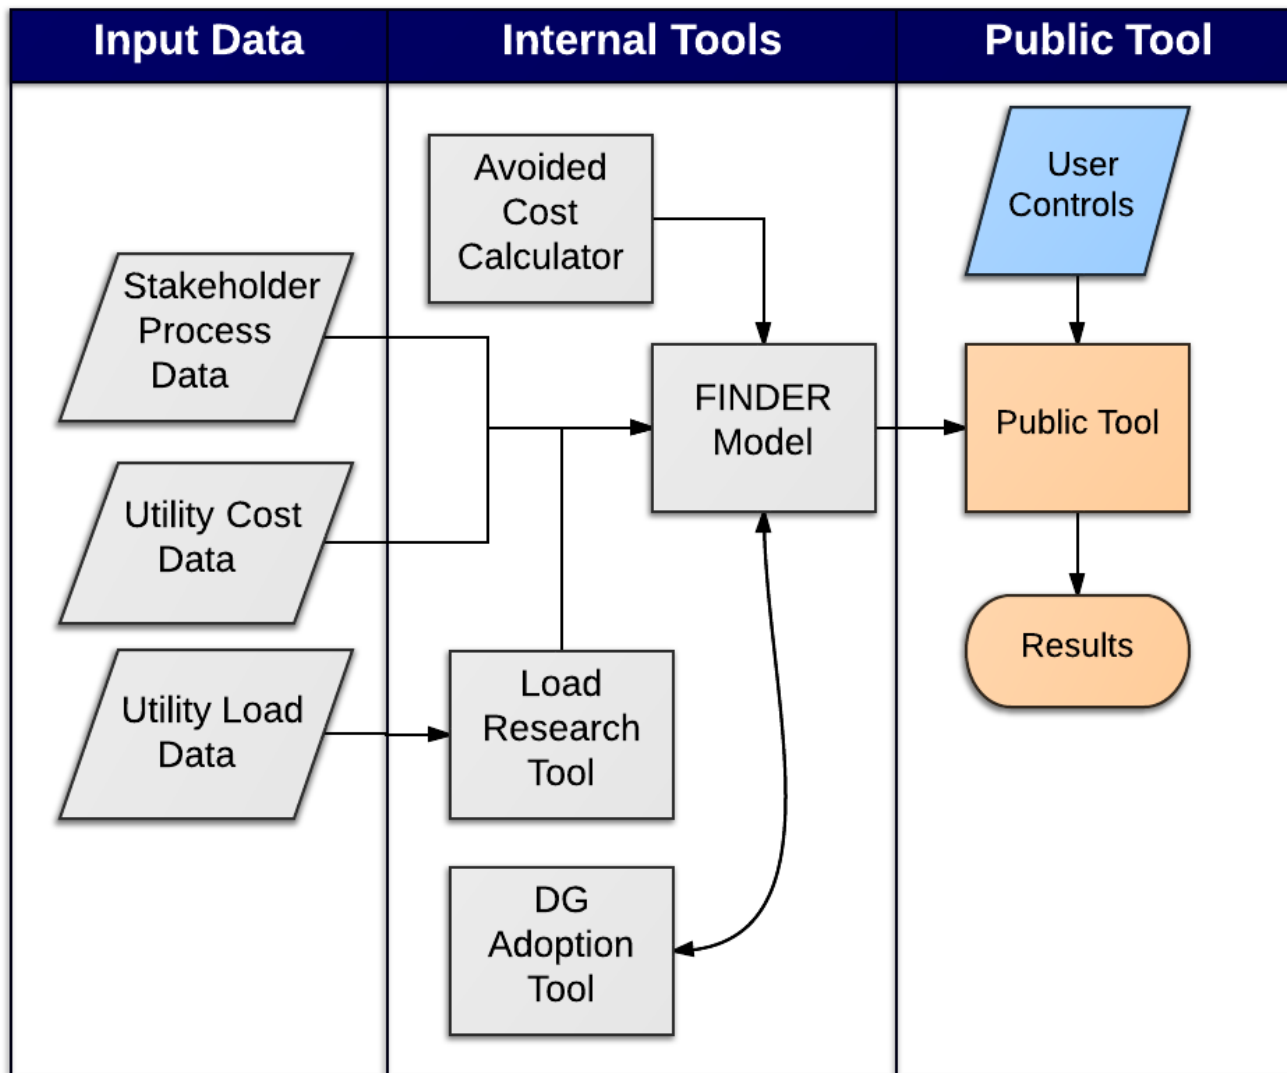 Input Data
Internal Tools
Public Tool
Stakeholder
Process
Data
Utility Cost
Data
Utility Load
Data
Avoided
Cost
Calculator
FINDER
Model
Load
Research
Tool
DG
Adoption
Tool
User
Controls
Public Tool
Results